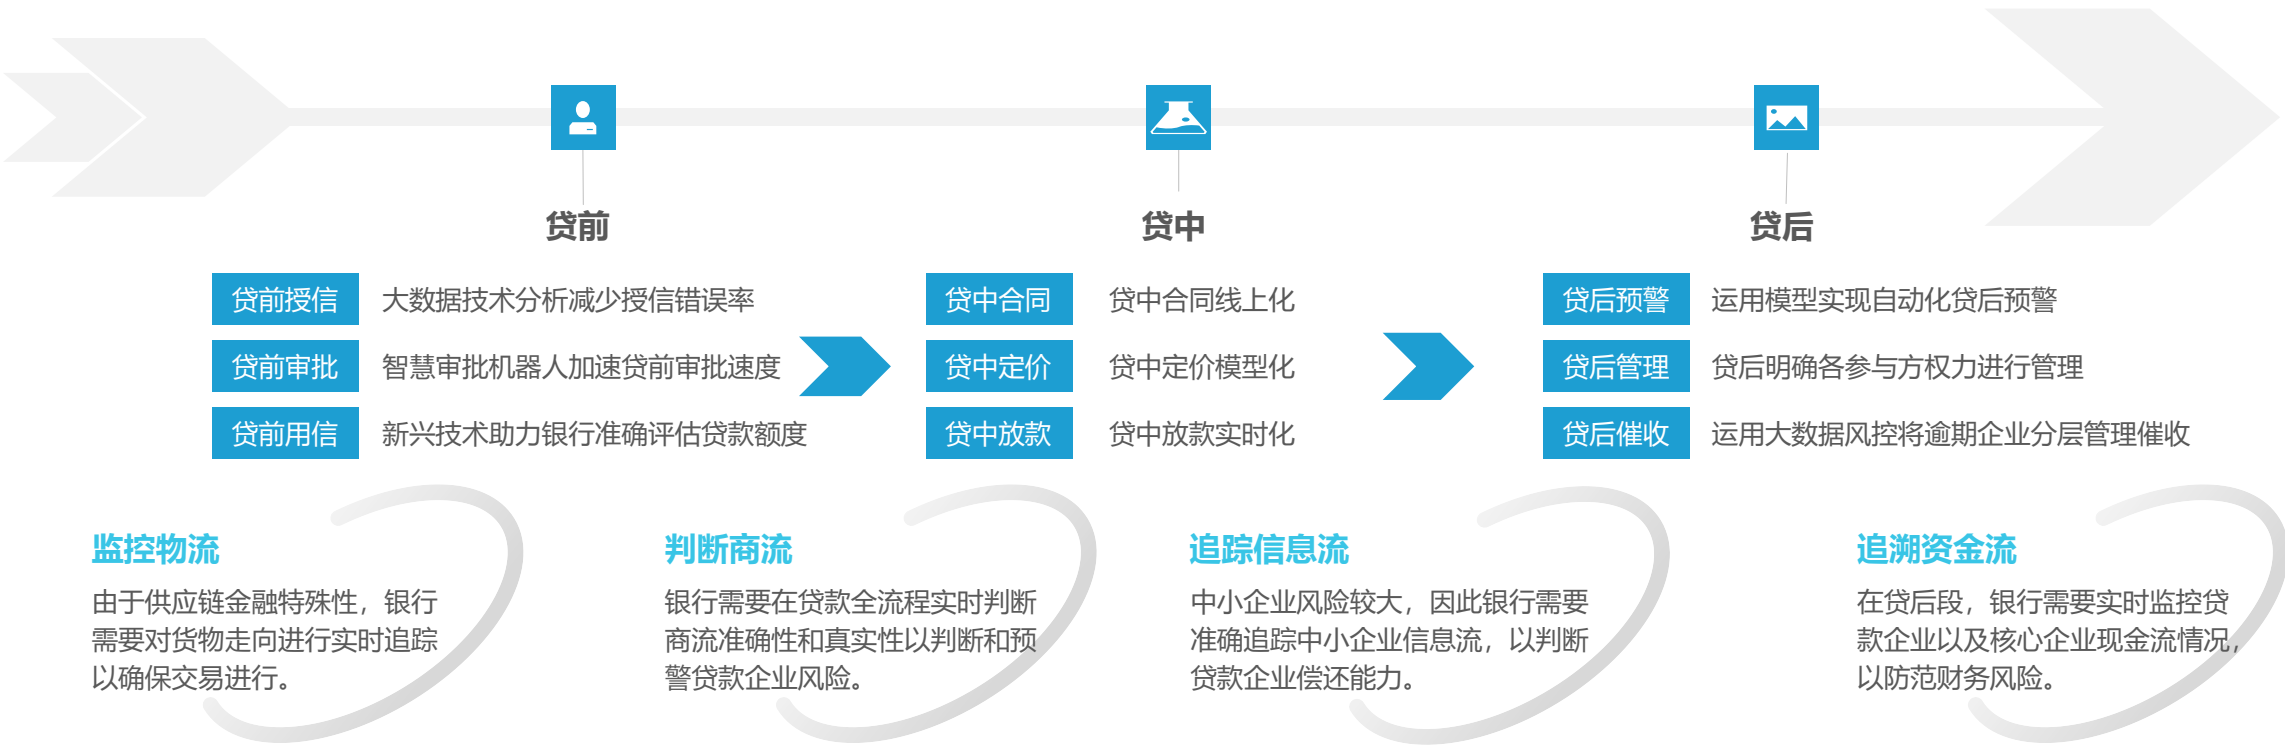 贷前
贷中
贷后
贷前授信 大数据技术分析减少授信错误率
贷前审批 智慧审批机器人加速贷前审批速度
贷前用信 新兴技术助力银行准确评估贷款额度
贷中合同 贷中合同线上化
贷中定价 贷中定价模型化
贷中放款 贷中放款实时化
贷后预警 运用模型实现自动化贷后预警
贷后管理 贷后明确各参与方权力进行管理
贷后催收 运用大数据风控将逾期企业分层管理催收
监控物流
由于供应链金融特殊性，银行
需要对货物走向进行实时追踪
以确保交易进行。
判断商流
银行需要在贷款全流程实时判断
商流准确性和真实性以判断和预
警贷款企业风险。
追踪信息流
中小企业风险较大，因此银行需要
准确追踪中小企业信息流，以判断
贷款企业偿还能力。
追溯资金流
在贷后段，银行需要实时监控贷
款企业以及核心企业现金流情况，
以防范财务风险。